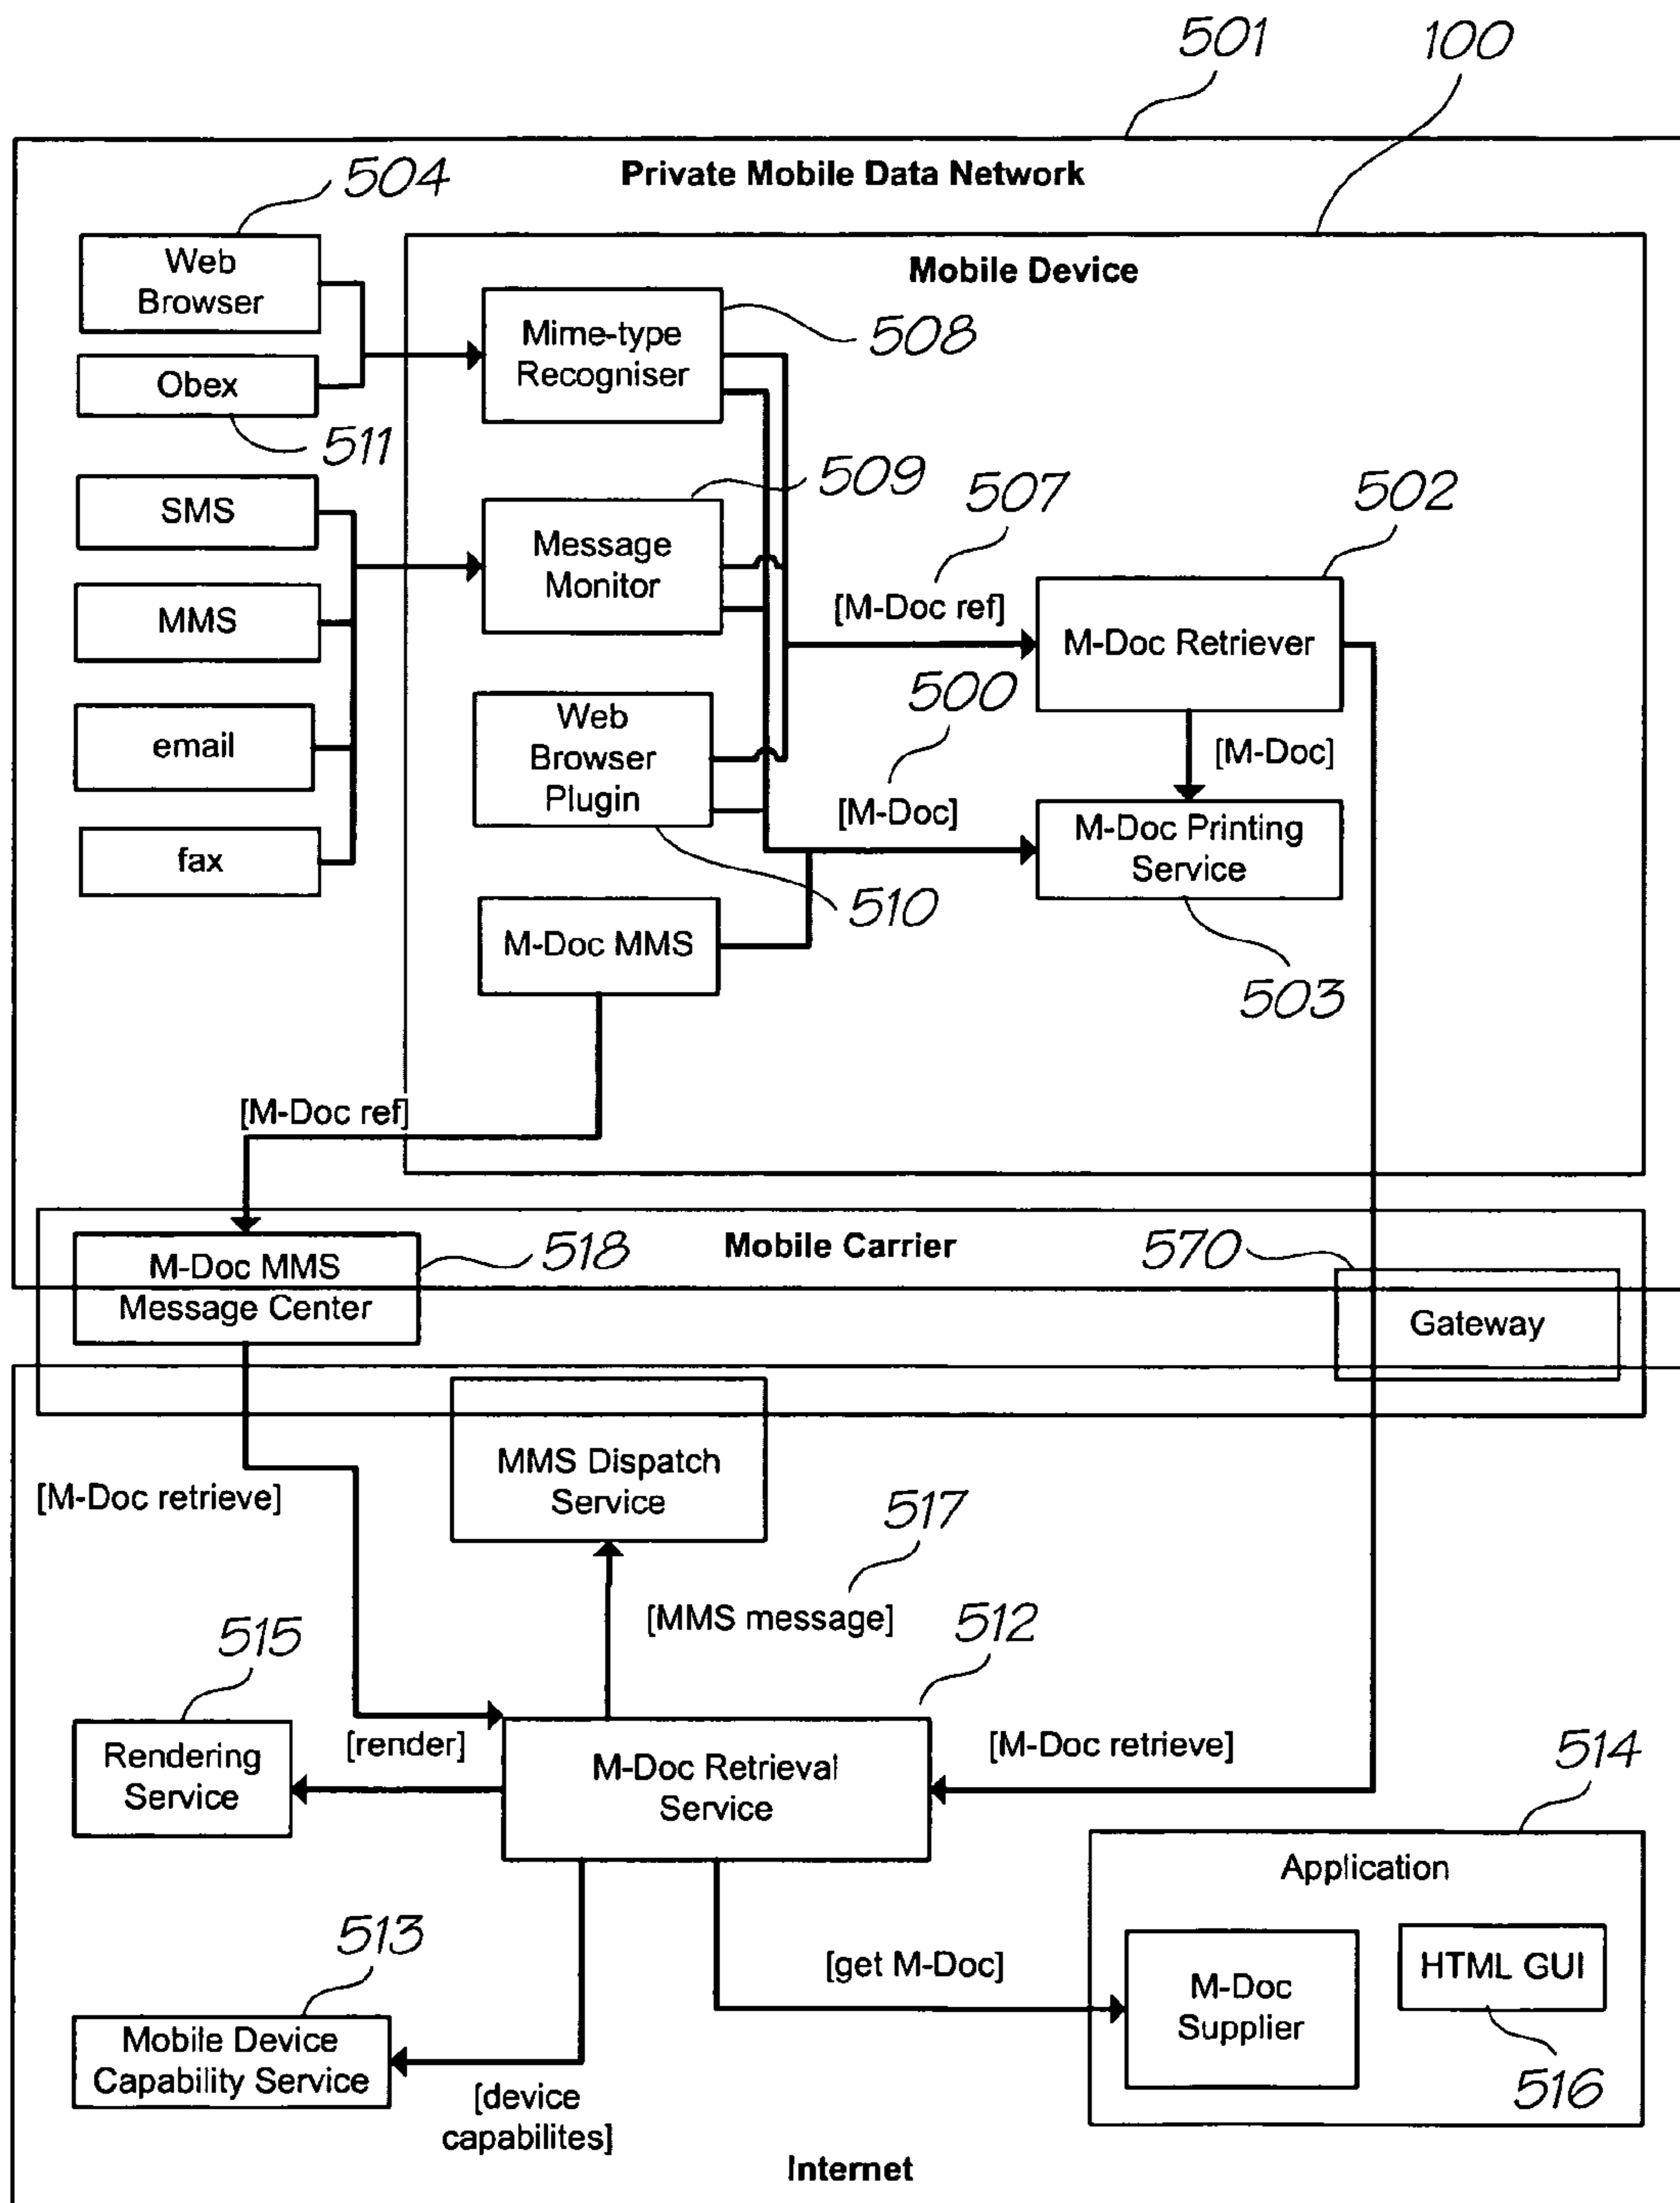 501
100
Private Mobile Data Network
504
Web
Browser
Mobile Device
Mime-type
Recogniser
508
Obex
511
SMS
509
507
502
Message
Monitor
MMS
[M-Doc ref]
M-Doc Retriever
500
email
Web
Browser
Plugin
[M-Doc]
[M-Doc]
M-Doc Printing
Service
fax
510
M-Doc MMS
503
[M-Doc ref]
M-Doc MMS
Message Center
518
Mobile Carrier
570
Gateway
MMS Dispatch
Service
[M-Doc retrieve]
517
[MMS message]
512
515
[render]
Rendering
Service
M-Doc Retrieval
Service
[M-Doc retrieve]
514
Application
513
[get M-Doc]
M-Doc
Supplier
HTML GUI
516
Mobile Device
Capability Service
[device
capabilites]
Internet